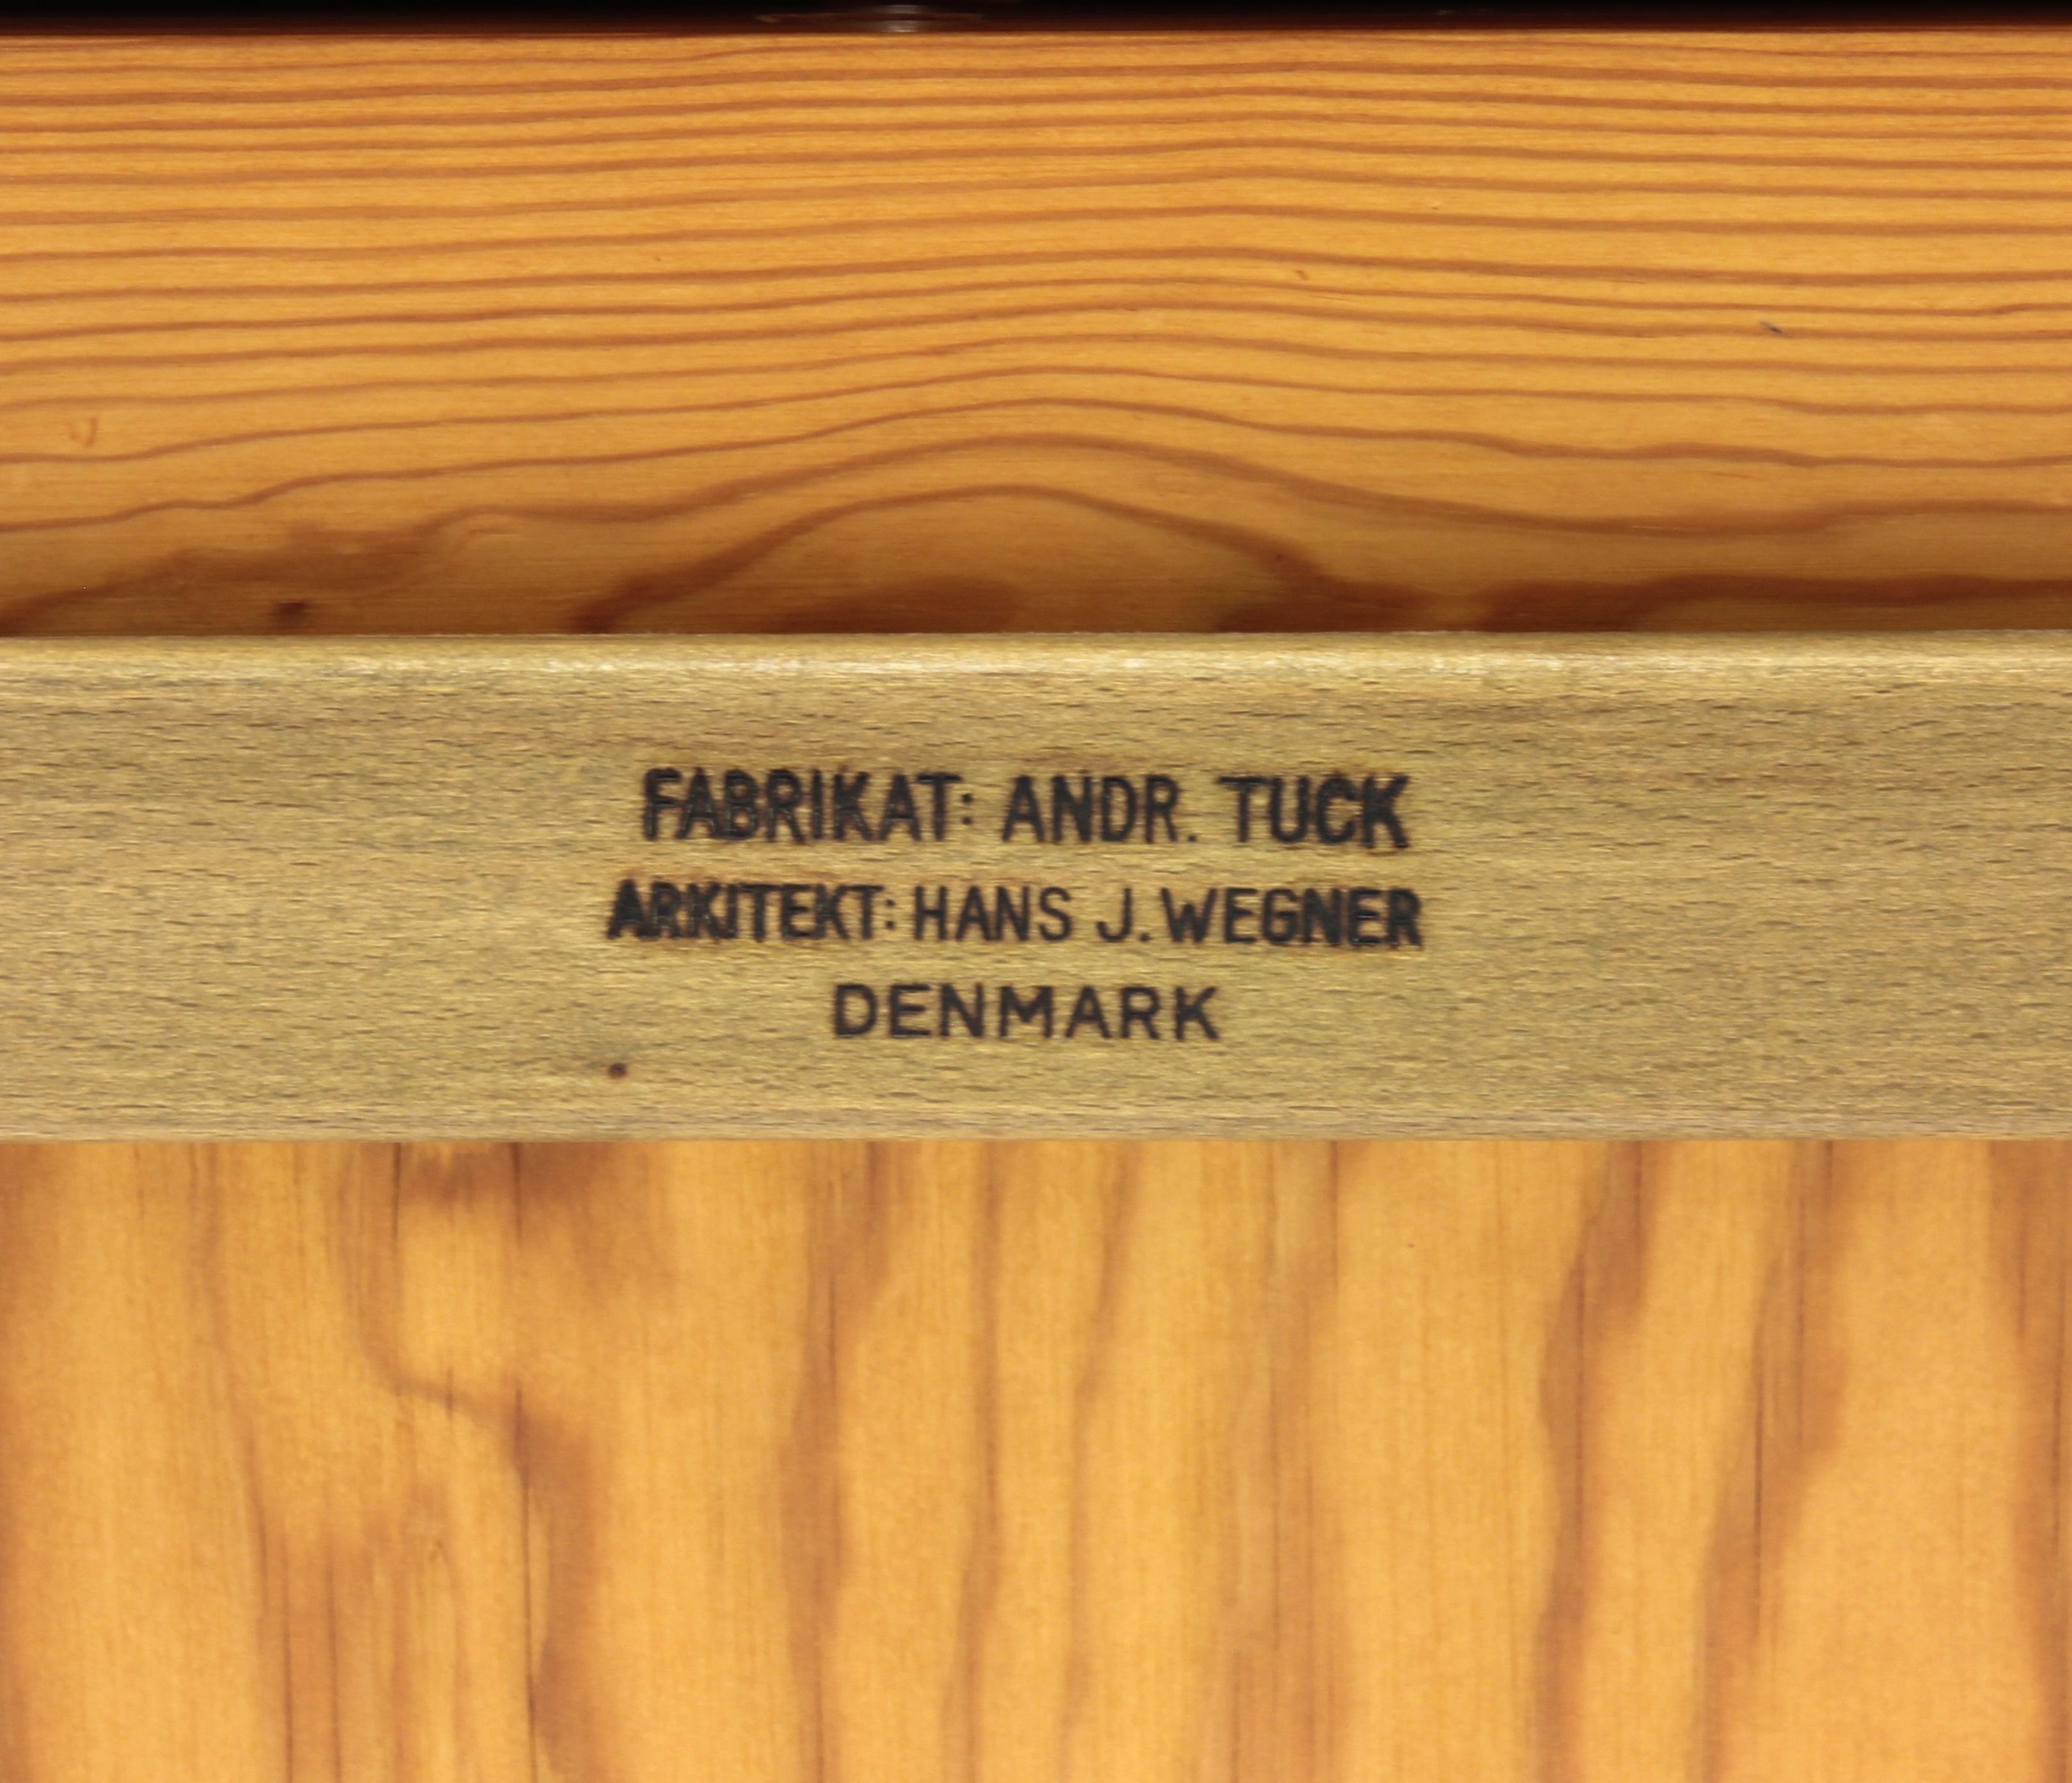 FABRIKAT: ANDR. TUCK
ARKITEKT: HANS J. WEGNER
DENMARK